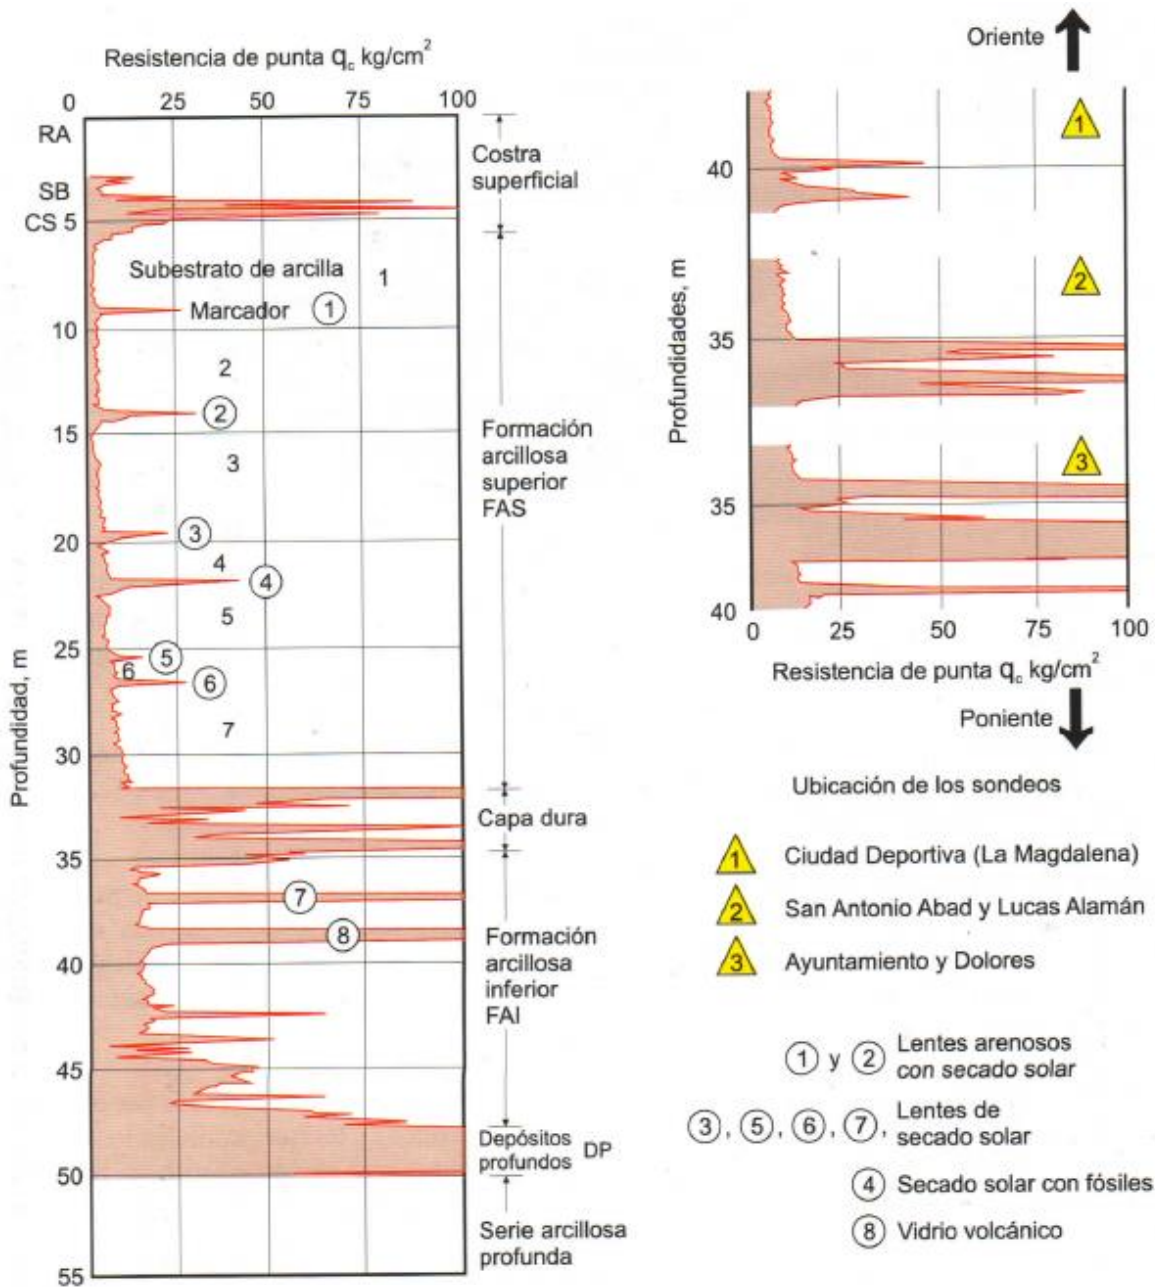 Resistencia de punta qc kg/cm2
0 25 50 75 100
RA
SB
CS 5
Subestrato de arcilla 1
Marcador 1
10
2
2
15
3
3
20
4
4
5
25
5
6
6
7
30
35
7
8
40
45
50
55
Profundidad, m
Costra
superficial
Formación
arcillosa
superior
FAS
Capa dura
Formación
arcillosa
inferior
FAI
Depósitos
profundos DP
Serie arcillosa
profunda
Oriente
1
40
2
35
3
35
40
Profundidades, m
0 25 50 75 100
Resistencia de punta qc kg/cm2
Poniente
Ubicación de los sondeos
1 Ciudad Deportiva (La Magdalena)
2 San Antonio Abad y Lucas Alamán
3 Ayuntamiento y Dolores
1 y 2 Lentes arenosos
con secado solar
3, 5, 6, 7, Lentes de
secado solar
4 Secado solar con fósiles
8 Vidrio volcánico